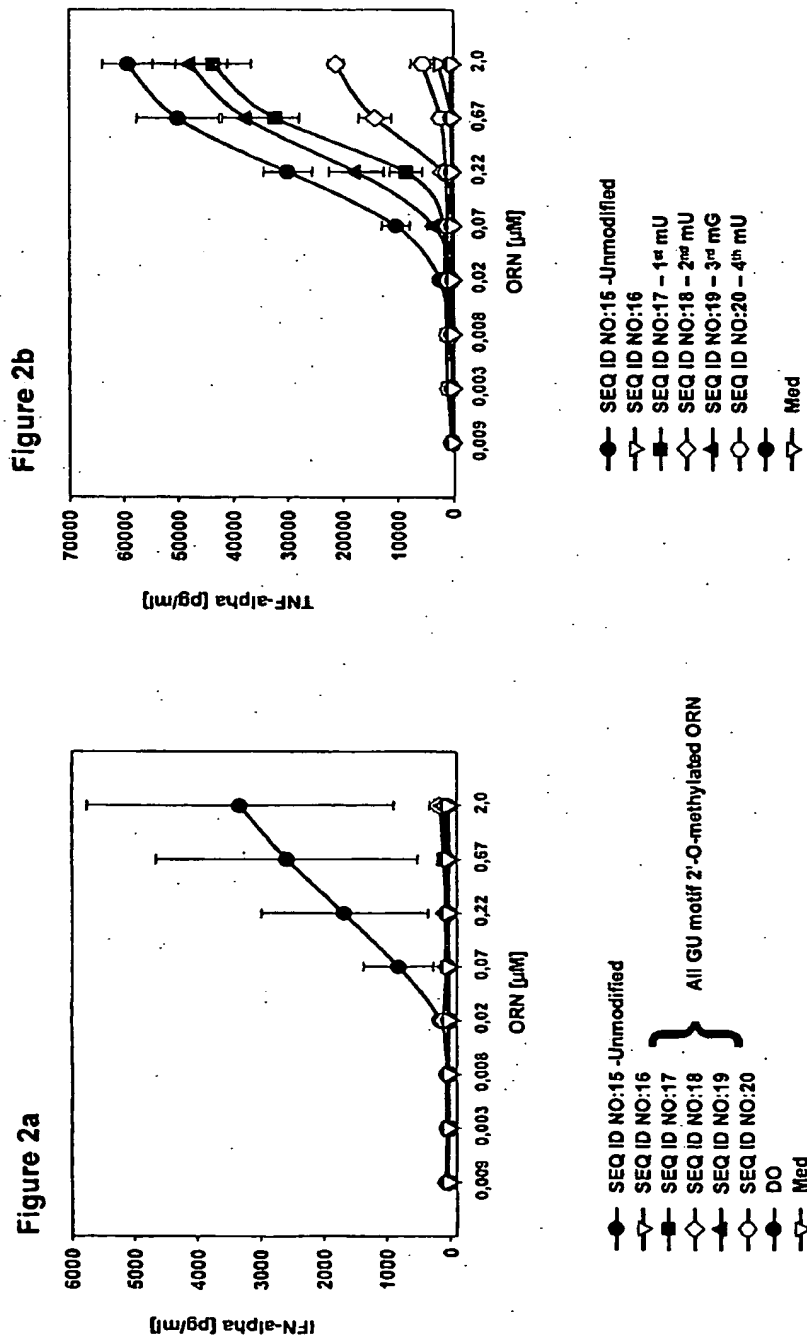 Figure 2a
IFN-alpha [pg/ml]
6000
5000
4000
3000
2000
1000
0
0,009 0,003 0,008 0,02 0,07 0,22 0,67 2,0
ORN [µM]
SEQ ID NO:15 -Unmodified
SEQ ID NO:16
SEQ ID NO:17
SEQ ID NO:18
SEQ ID NO:19
SEQ ID NO:20
DO
Med
All GU motif 2'-O-methylated ORN
Figure 2b
TNF-alpha [pg/ml]
70000
60000
50000
40000
30000
20000
10000
0
0,009 0,003 0,008 0,02 0,07 0,22 0,67 2,0
ORN [µM]
SEQ ID NO:15 -Unmodified
SEQ ID NO:16
SEQ ID NO:17 – 1st mU
SEQ ID NO:18 – 2nd mU
SEQ ID NO:19 – 3rd mG
SEQ ID NO:20 – 4th mU
Med